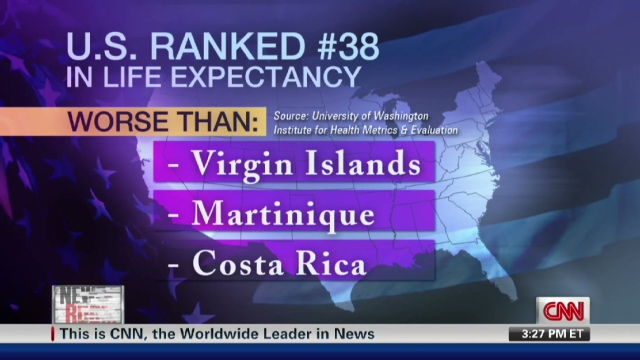 U.S. RANKED #38
IN LIFE EXPECTANCY
WORSE THAN:
Source: University of Washington
Institute for Health Metrics & Evaluation
- Virgin Islands
- Martinique
- Costa Rica
CNN
This is CNN, the Worldwide Leader in News
3:27 PM ET